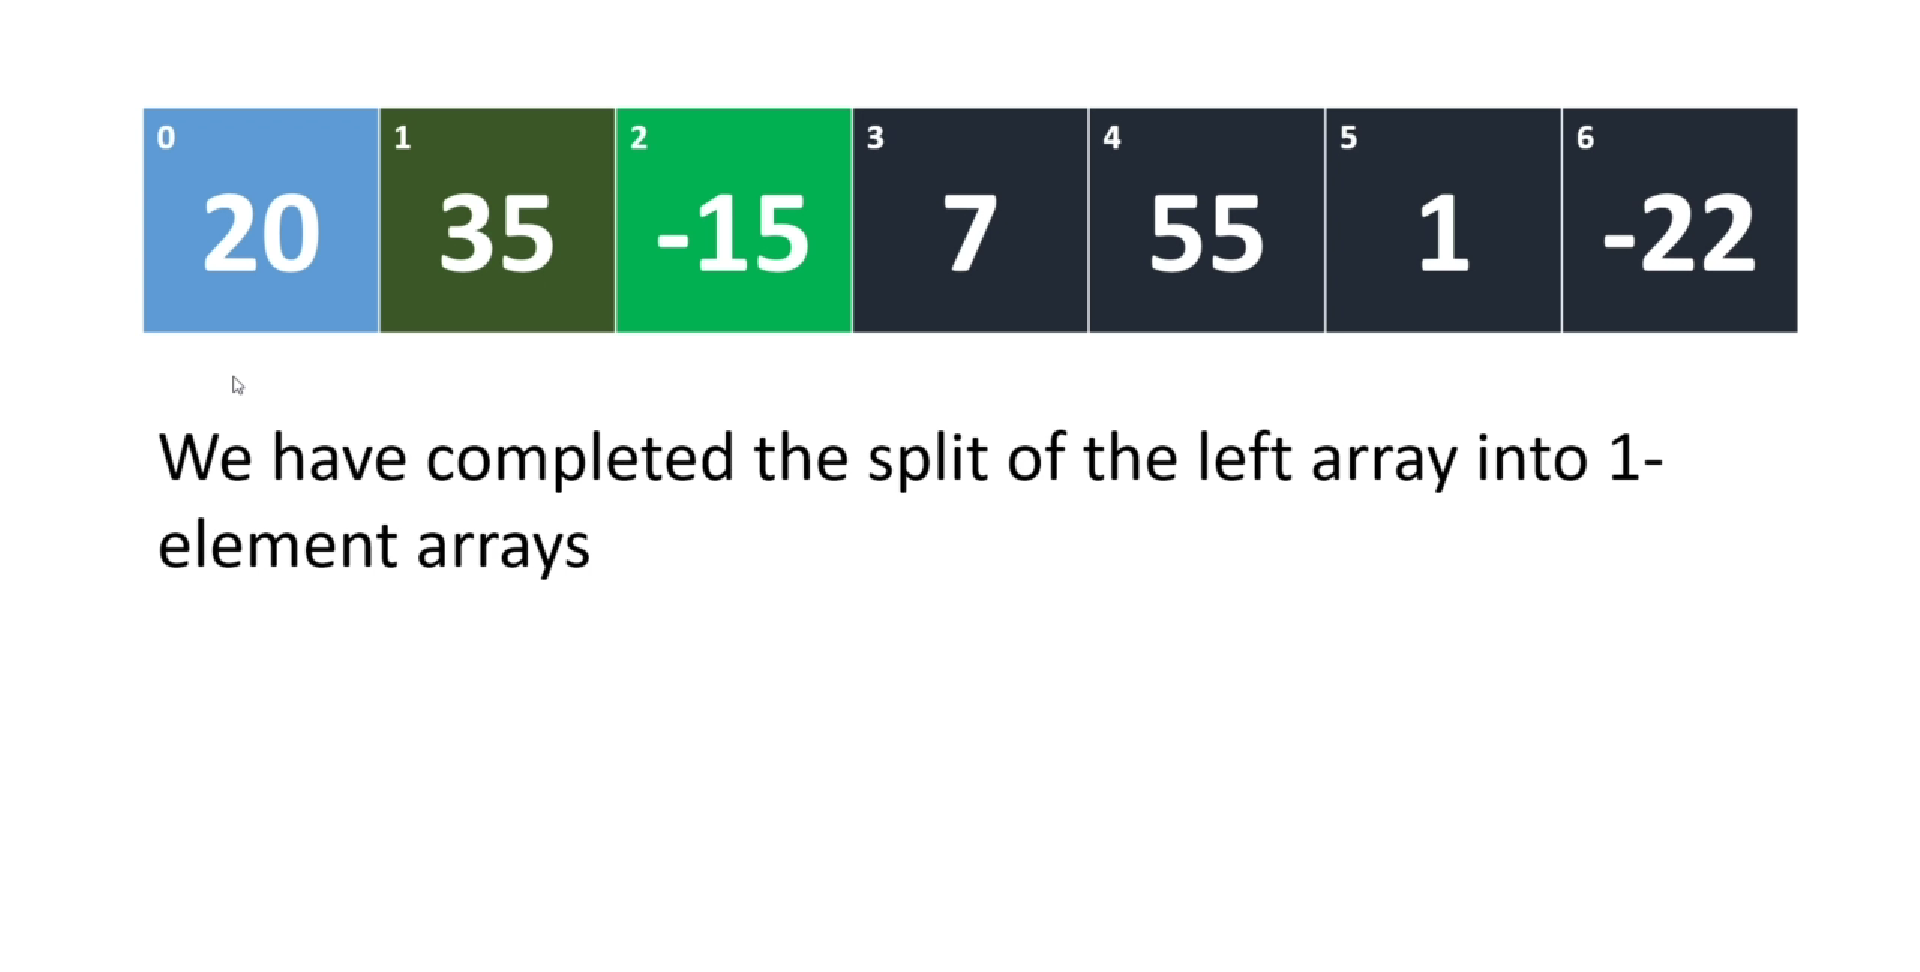 0 1 2 3 4 5 6
20 35 -15 7 55 1 -22
We have completed the split of the left array into 1-
element arrays